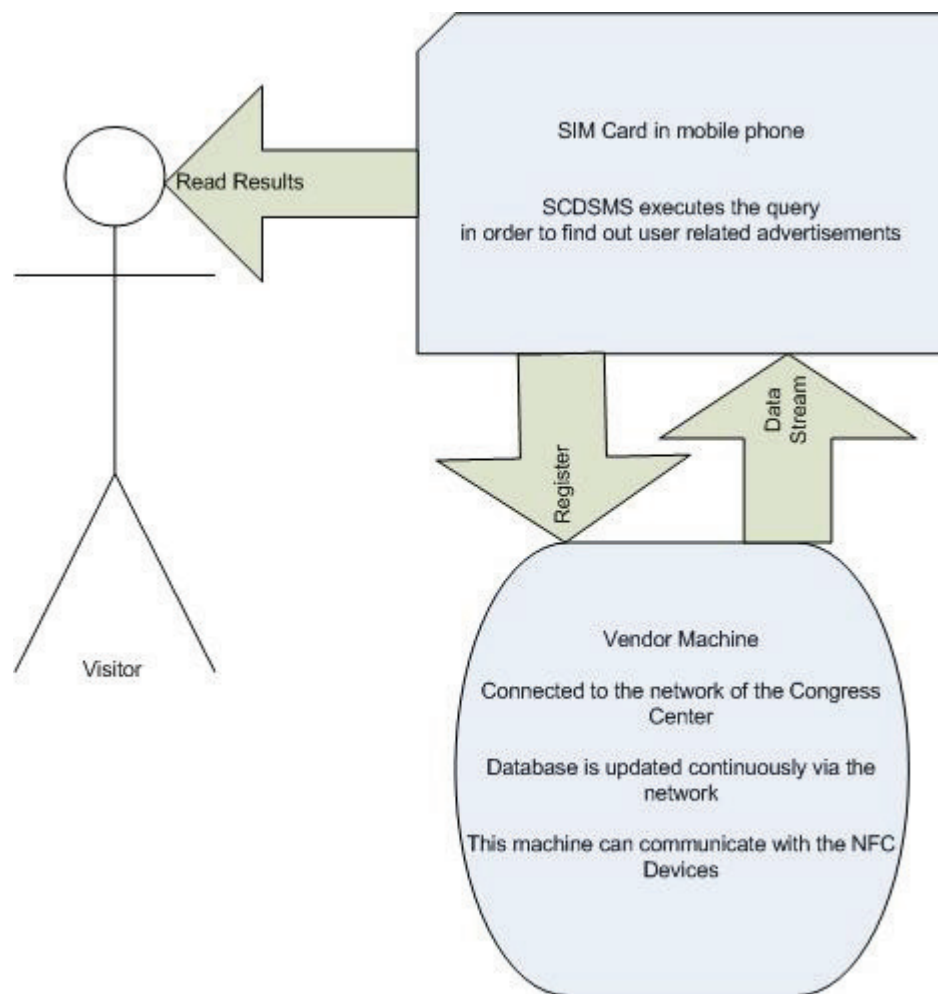 SIM Card in mobile phone
SCDSMS executes the query
in order to find out user related advertisements
Read Results
Data
Stream
Register
Visitor
Vendor Machine
Connected to the network of the Congress
Center
Database is updated continuously via the
network
This machine can communicate with the NFC
Devices